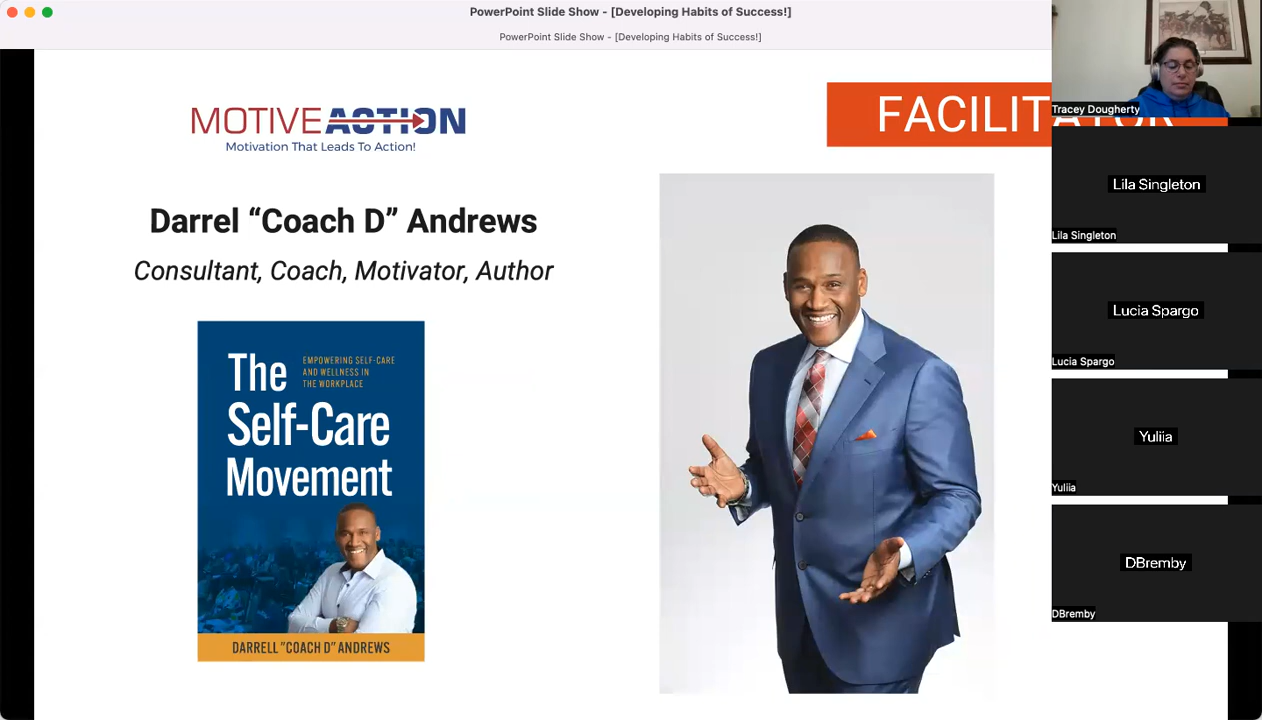 PowerPoint Slide Show - [Developing Habits of Success!]
PowerPoint Slide Show - [Developing Habits of Success!]
MOTIVEACTION
Motivation That Leads To Action!
FACILITATOR
Darrel “Coach D” Andrews
Consultant, Coach, Motivator, Author
The
EMPOWERING SELF-CARE
AND WELLNESS IN
THE WORKPLACE
Self-Care
Movement
DARRELL “COACH D” ANDREWS
Tracey Dougherty
Lila Singleton
Lila Singleton
Lucia Spargo
Lucia Spargo
Yuliia
Yuliia
DBremby
DBremby